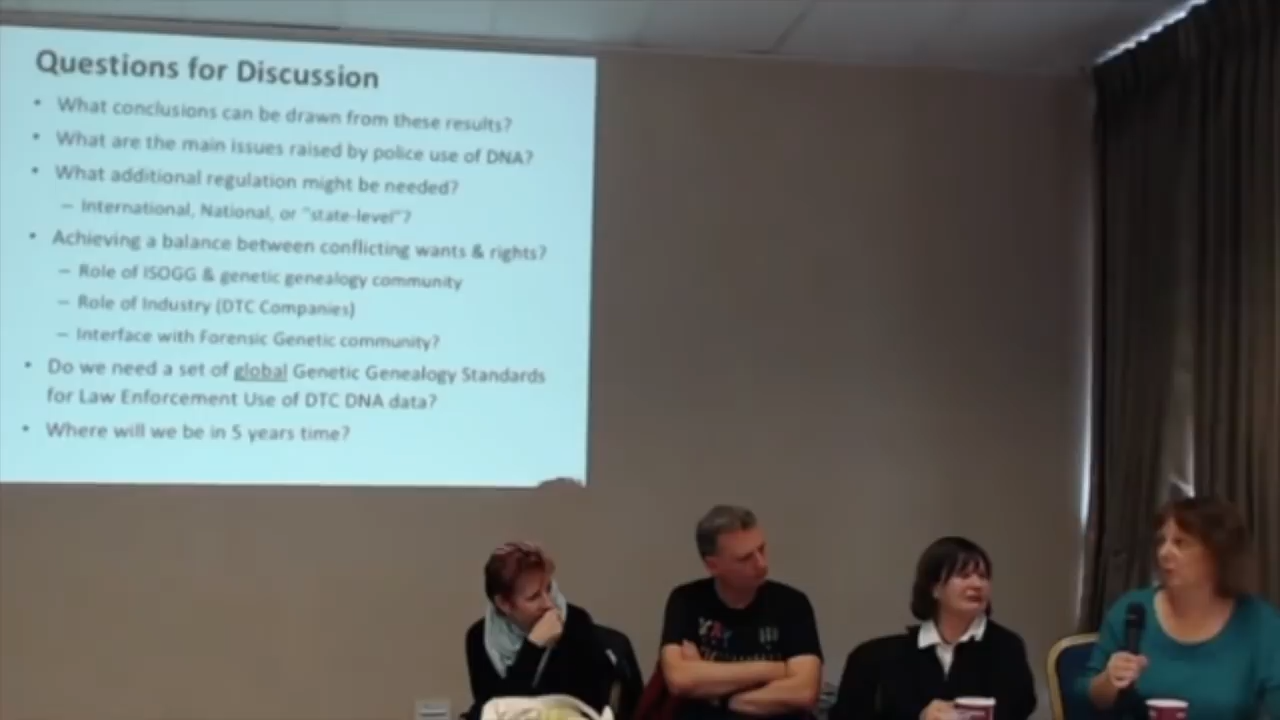 Questions for Discussion
• What conclusions can be drawn from these results?
• What are the main issues raised by police use of DNA?
• What additional regulation might be needed?
– International, National, or "state-level"?
• Achieving a balance between conflicting wants & rights?
– Role of ISOGG & genetic genealogy community
– Role of Industry (DTC Companies)
– Interface with Forensic Genetic community?
• Do we need a set of global Genetic Genealogy Standards
for Law Enforcement Use of DTC DNA data?
• Where will we be in 5 years time?